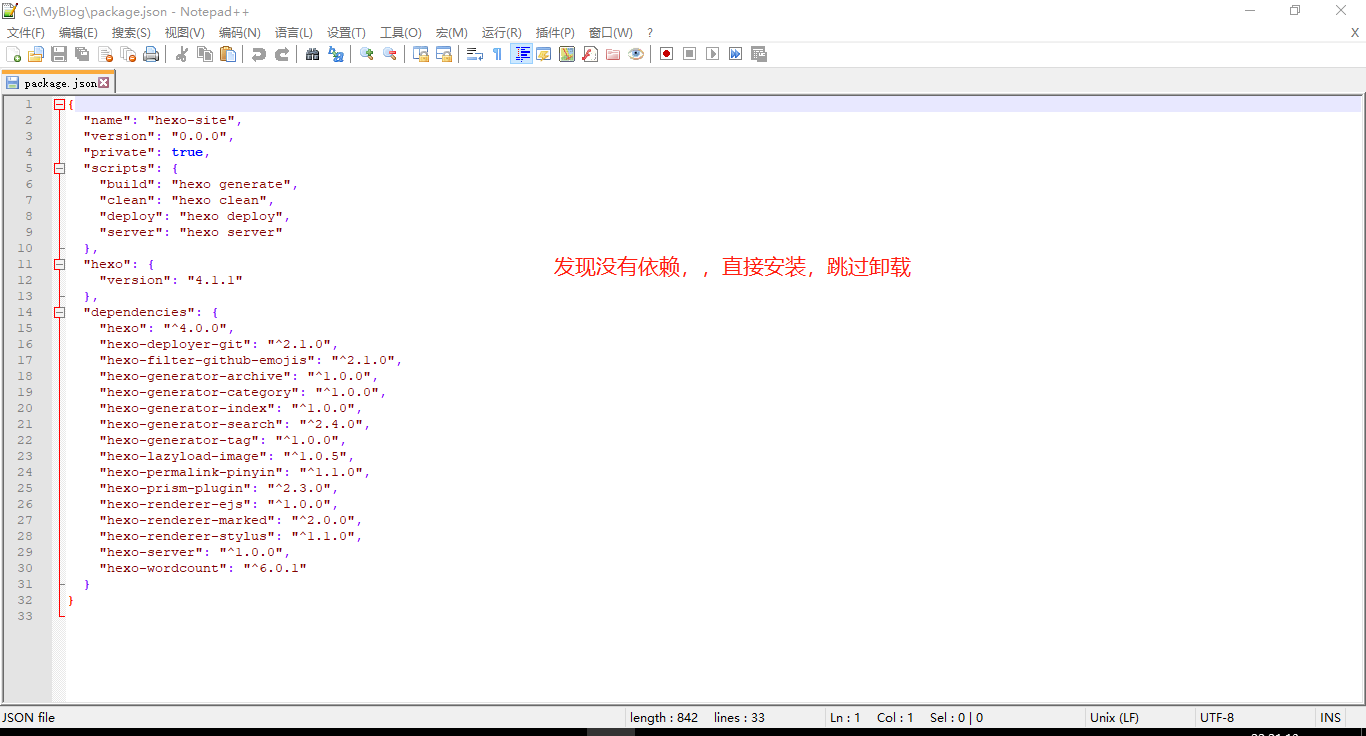 G:\MyBlog\package.json - Notepad++
文件(F) 编辑(E) 搜索(S) 视图(V) 编码(N) 语言(L) 设置(T) 工具(O) 宏(M) 运行(R) 插件(P) 窗口(W) ? X
package.json
1 {
2 "name": "hexo-site",
3 "version": "0.0.0",
4 "private": true,
5 "scripts": {
6 "build": "hexo generate",
7 "clean": "hexo clean",
8 "deploy": "hexo deploy",
9 "server": "hexo server"
10 },
11 "hexo": {
发现没有依赖，，直接安装，跳过卸载
12 "version": "4.1.1"
13 },
14 "dependencies": {
15 "hexo": "^4.0.0",
16 "hexo-deployer-git": "^2.1.0",
17 "hexo-filter-github-emojis": "^2.1.0",
18 "hexo-generator-archive": "^1.0.0",
19 "hexo-generator-category": "^1.0.0",
20 "hexo-generator-index": "^1.0.0",
21 "hexo-generator-search": "^2.4.0",
22 "hexo-generator-tag": "^1.0.0",
23 "hexo-lazyload-image": "^1.0.5",
24 "hexo-permalink-pinyin": "^1.1.0",
25 "hexo-prism-plugin": "^2.3.0",
26 "hexo-renderer-ejs": "^1.0.0",
27 "hexo-renderer-marked": "^2.0.0",
28 "hexo-renderer-stylus": "^1.1.0",
29 "hexo-server": "^1.0.0",
30 "hexo-wordcount": "^6.0.1"
31 }
32 }
33
JSON file length : 842 lines : 33 Ln : 1 Col : 1 Sel : 0 | 0 Unix (LF) UTF-8 INS